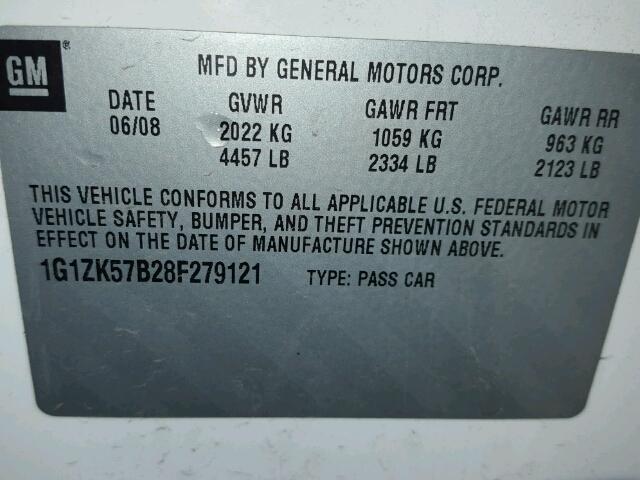 GM ®
MFD BY GENERAL MOTORS CORP.
DATE GVWR GAWR FRT GAWR RR
06/08 2022 KG 1059 KG 963 KG
4457 LB 2334 LB 2123 LB
THIS VEHICLE CONFORMS TO ALL APPLICABLE U.S. FEDERAL MOTOR
VEHICLE SAFETY, BUMPER, AND THEFT PREVENTION STANDARDS IN
EFFECT ON THE DATE OF MANUFACTURE SHOWN ABOVE.
1G1ZK57B28F279121 TYPE: PASS CAR